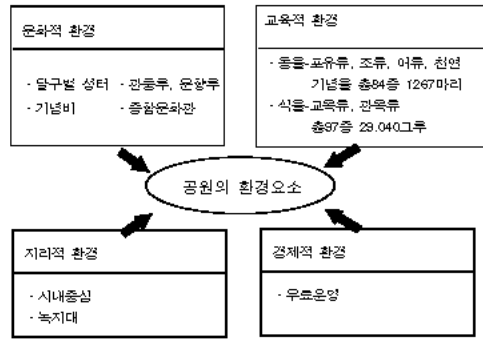 문화적 환경
- 달구벌 성터 - 관풍루, 문향루
- 기념비 - 종합문화관
교육적 환경
- 동물-포유류, 조류, 어류, 천연
기념물 총84종 1267마리
- 식물-교목류, 관목류
총97종 29.040그루
공원의 환경요소
지리적 환경
- 시내중심
- 녹지대
경제적 환경
- 무료운영